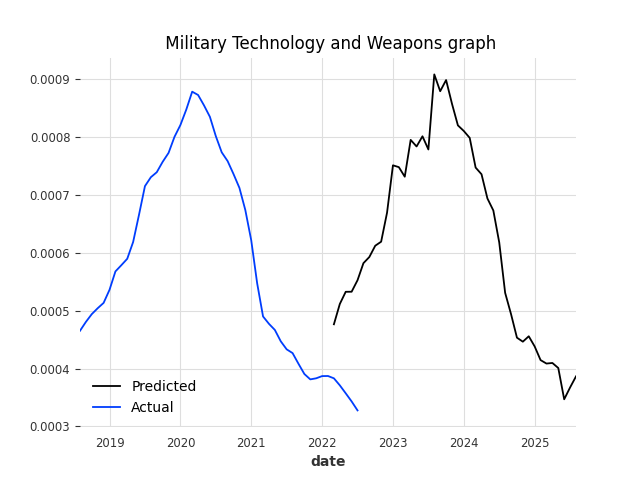 Military Technology and Weapons graph
0.0009
0.0008
0.0007
0.0006
0.0005
0.0004
0.0003
Predicted
Actual
2019 2020 2021 2022 2023 2024 2025
date